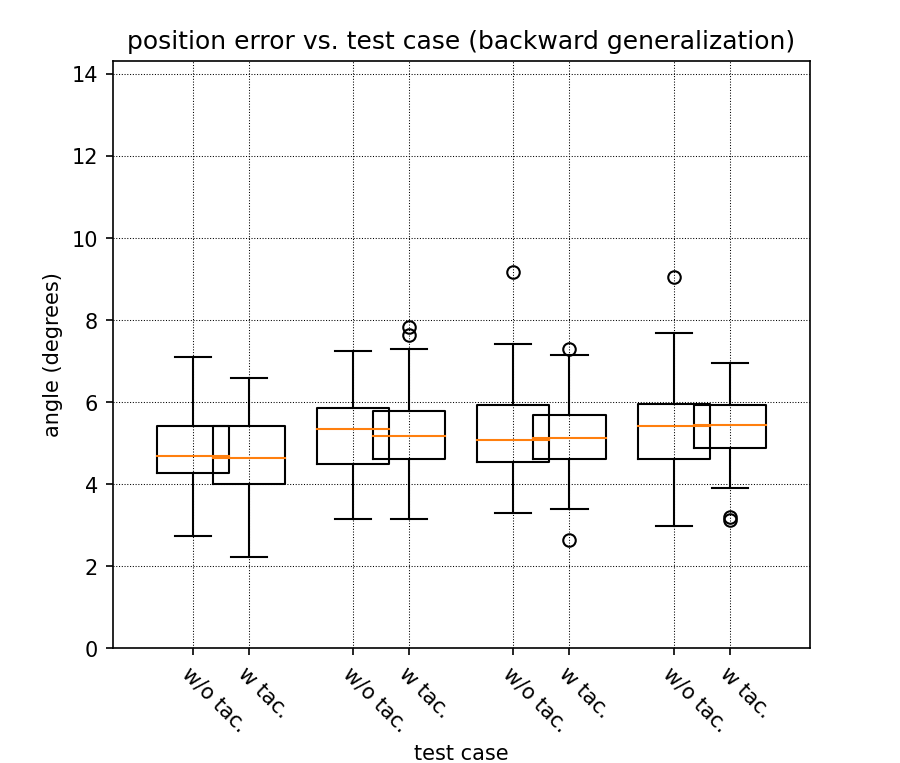 position error vs. test case (backward generalization)
angle (degrees)
14
12
10
8
6
4
2
0
w/o tac.
w tac.
w/o tac.
w tac.
w/o tac.
w tac.
w/o tac.
w tac.
test case